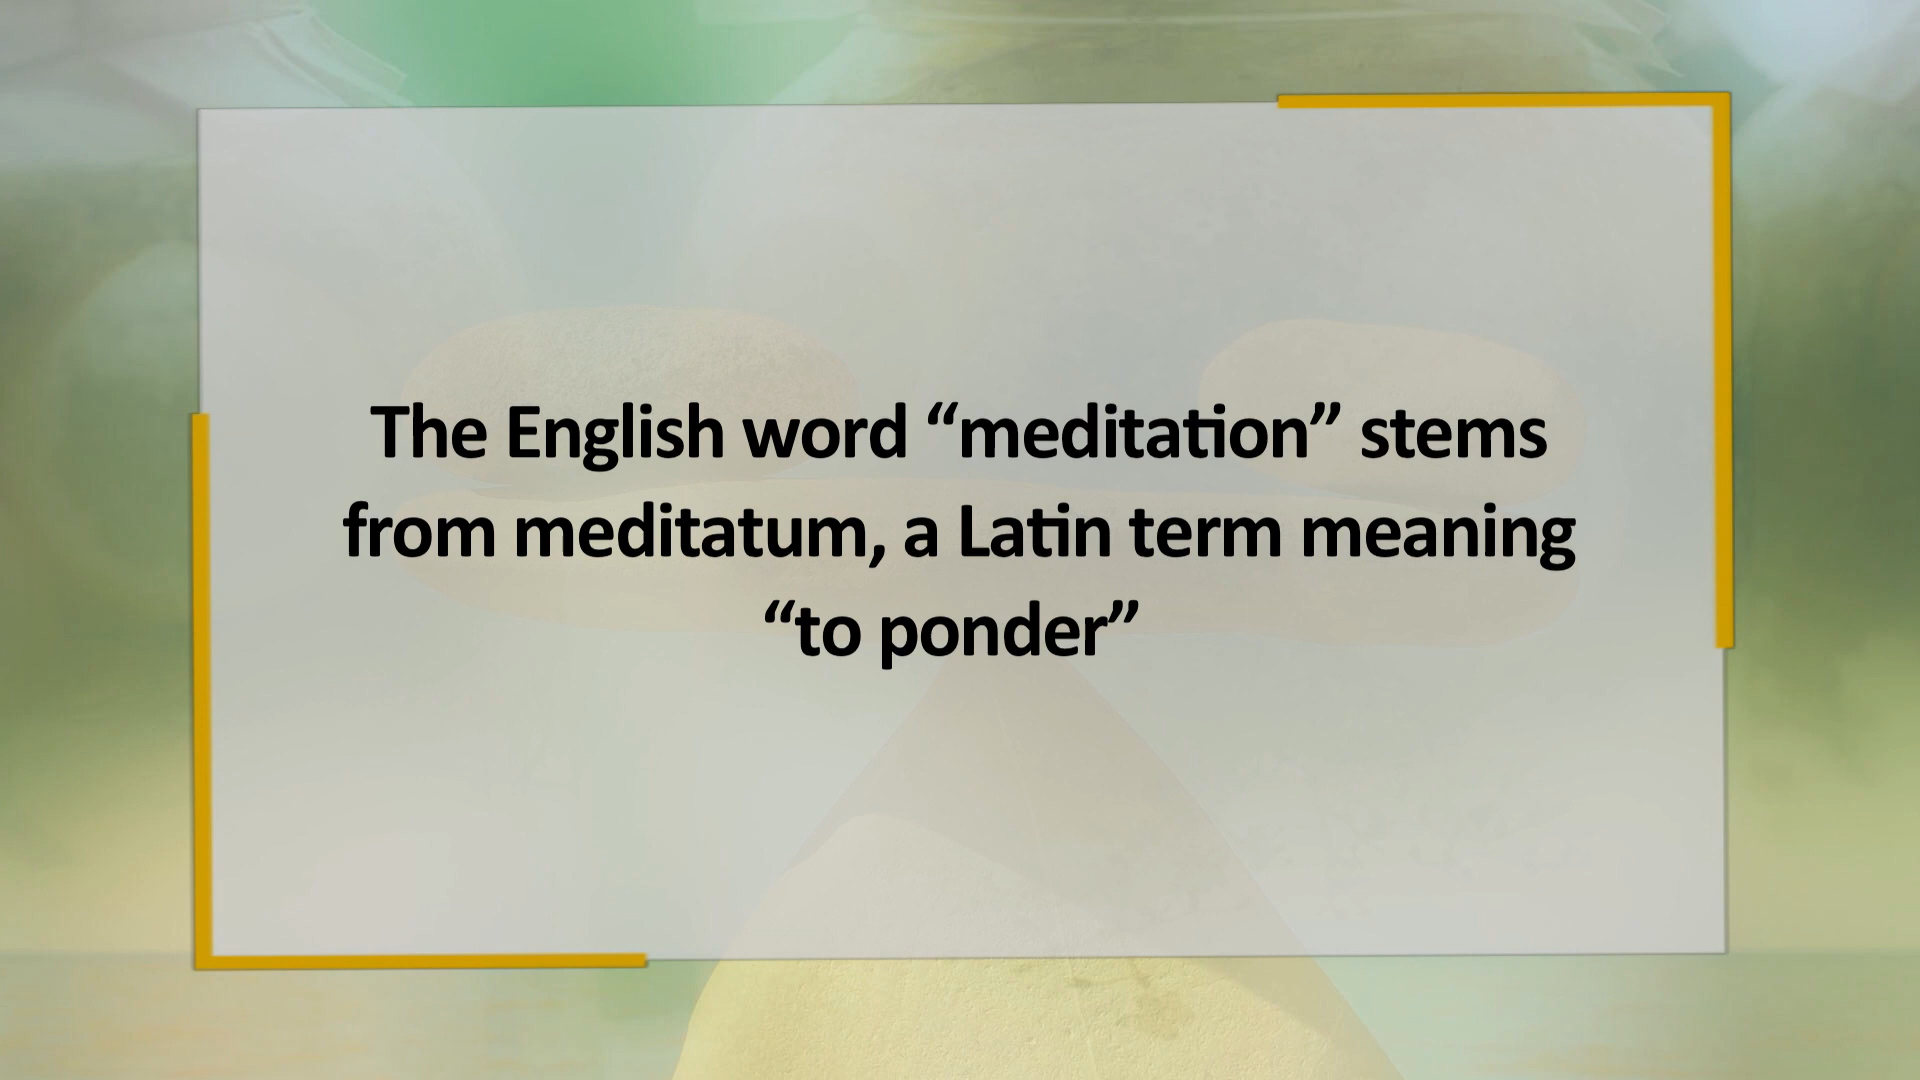 The English word “meditation” stems
from meditatum, a Latin term meaning
“to ponder”